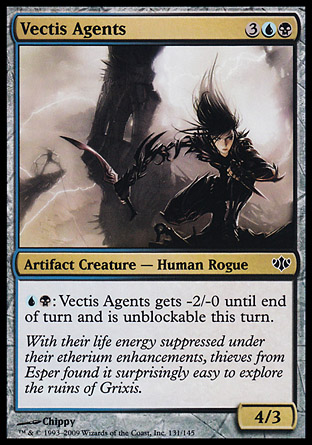 Vectis Agents 3
Artifact Creature — Human Rogue
: Vectis Agents gets -2/-0 until end
of turn and is unblockable this turn.
With their life energy suppressed under
their etherium enhancements, thieves from
Esper found it surprisingly easy to explore
the ruins of Grixis.
4/3
Chippy
™ & © 1993–2009 Wizards of the Coast, Inc. 131/145